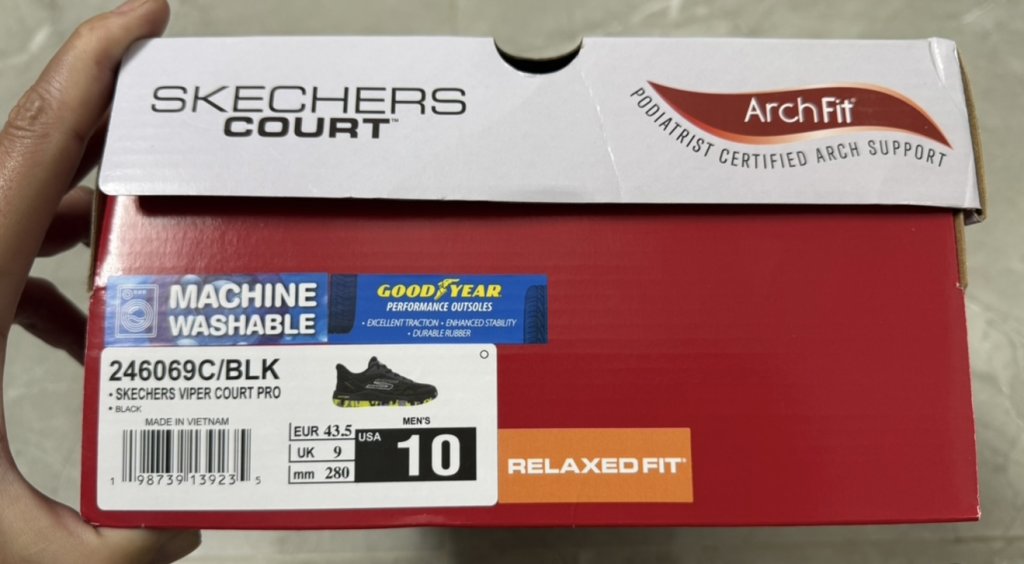 SKECHERS
COURT™
ArchFit®
PODIATRIST CERTIFIED ARCH SUPPORT
MACHINE
WASHABLE
GOODYEAR
PERFORMANCE OUTSOLES
• EXCELLENT TRACTION • ENHANCED STABILITY
• DURABLE RUBBER
246069C/BLK
• SKECHERS VIPER COURT PRO
• BLACK
MADE IN VIETNAM
1 98739 13923 5
MEN'S
EUR 43.5
UK 9
mm 280
USA 10
RELAXED FIT®